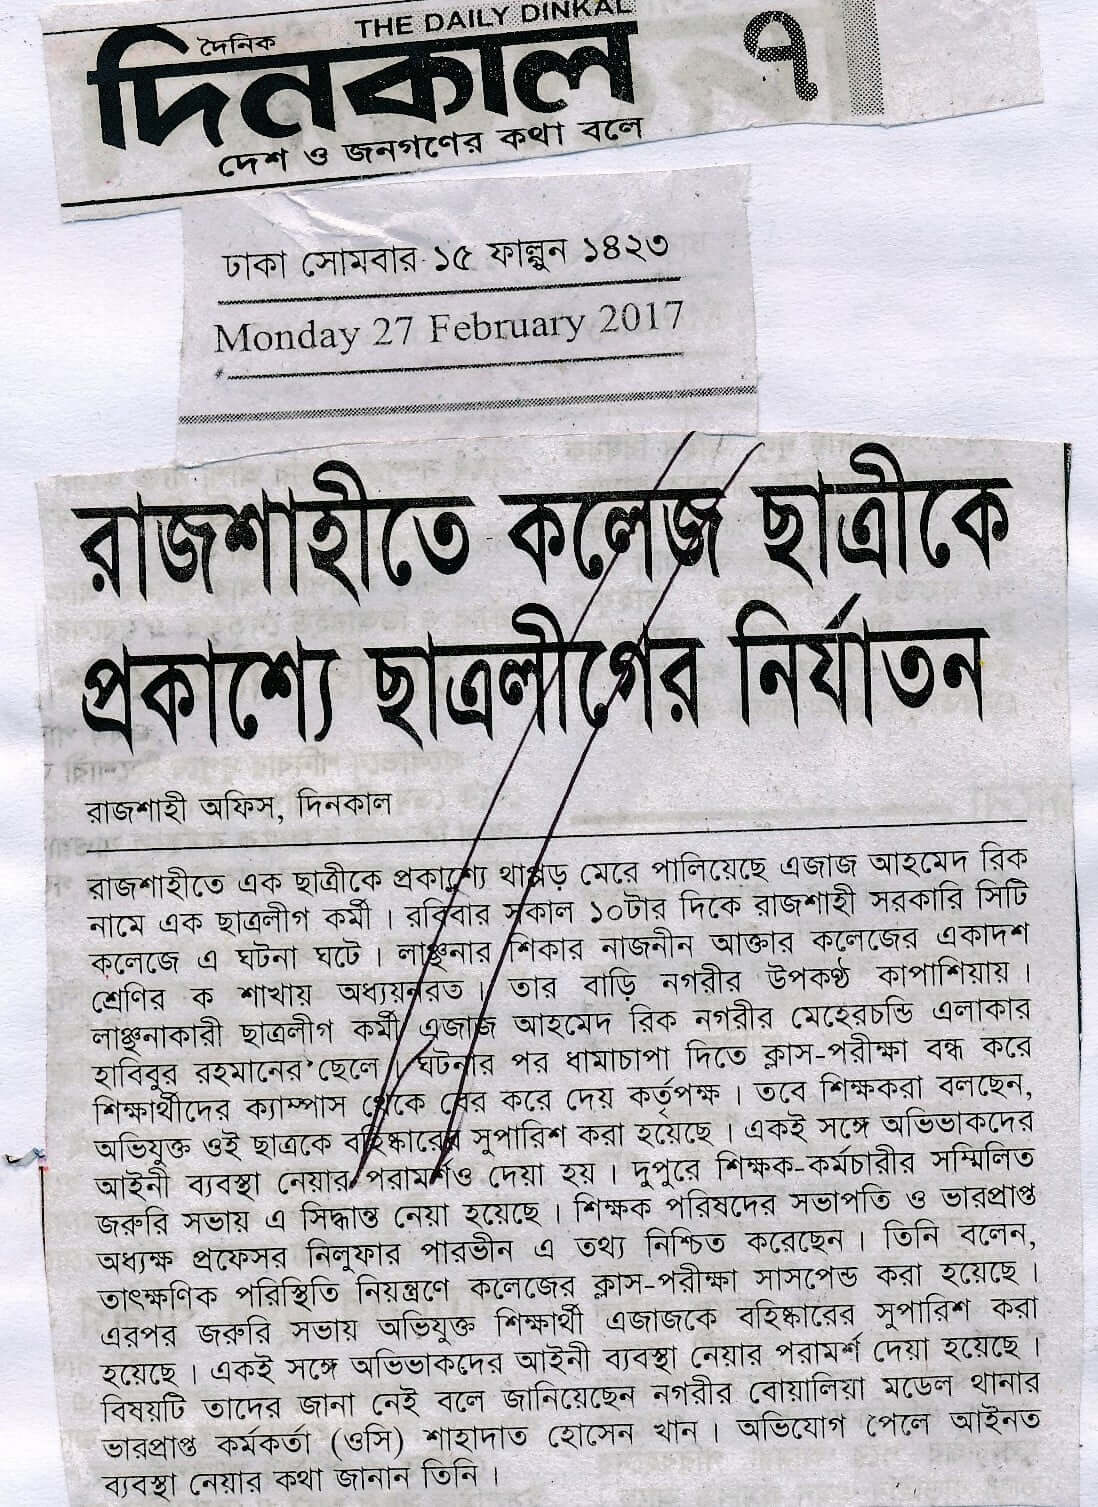 THE DAILY DINKAL
দৈনিক
দিনকাল
৭
দেশ ও জনগণের কথা বলে
ঢাকা সোমবার ১৫ ফাল্গুন ১৪২৩
Monday 27 February 2017
রাজশাহীতে কলেজ ছাত্রীকে
প্রকাশ্যে ছাত্রলীগের নির্যাতন
রাজশাহী অফিস, দিনকাল
রাজশাহীতে এক ছাত্রীকে প্রকাশ্যে থাপ্পড় মেরে পালিয়েছে এজাজ আহমেদ রিক
নামে এক ছাত্রলীগ কর্মী । রবিবার সকাল ১০টার দিকে রাজশাহী সরকারি সিটি
কলেজে এ ঘটনা ঘটে । লাঞ্ছনার শিকার নাজনীন আক্তার কলেজের একাদশ
শ্রেণির ক শাখায় অধ্যয়নরত । তার বাড়ি নগরীর উপকণ্ঠ কাপাশিয়ায় ।
লাঞ্ছনাকারী ছাত্রলীগ কর্মী এজাজ আহমেদ রিক নগরীর মেহেরচন্ডি এলাকার
হাবিবুর রহমানের ছেলে । ঘটনার পর ধামাচাপা দিতে ক্লাস-পরীক্ষা বন্ধ করে
শিক্ষার্থীদের ক্যাম্পাস থেকে বের করে দেয় কর্তৃপক্ষ । তবে শিক্ষকরা বলছেন,
অভিযুক্ত ওই ছাত্রকে বহিষ্কারের সুপারিশ করা হয়েছে । একই সঙ্গে অভিভাকদের
আইনী ব্যবস্থা নেয়ার পরামর্শও দেয়া হয় । দুপুরে শিক্ষক-কর্মচারীর সম্মিলিত
জরুরি সভায় এ সিদ্ধান্ত নেয়া হয়েছে । শিক্ষক পরিষদের সভাপতি ও ভারপ্রাপ্ত
অধ্যক্ষ প্রফেসর নিলুফার পারভীন এ তথ্য নিশ্চিত করেছেন । তিনি বলেন,
তাৎক্ষণিক পরিস্থিতি নিয়ন্ত্রণে কলেজের ক্লাস-পরীক্ষা সাসপেন্ড করা হয়েছে ।
এরপর জরুরি সভায় অভিযুক্ত শিক্ষার্থী এজাজকে বহিষ্কারের সুপারিশ করা
হয়েছে । একই সঙ্গে অভিভাকদের আইনী ব্যবস্থা নেয়ার পরামর্শ দেয়া হয়েছে ।
বিষয়টি তাদের জানা নেই বলে জানিয়েছেন নগরীর বোয়ালিয়া মডেল থানার
ভারপ্রাপ্ত কর্মকর্তা (ওসি) শাহাদাত হোসেন খান । অভিযোগ পেলে আইনত
ব্যবস্থা নেয়ার কথা জানান তিনি ।